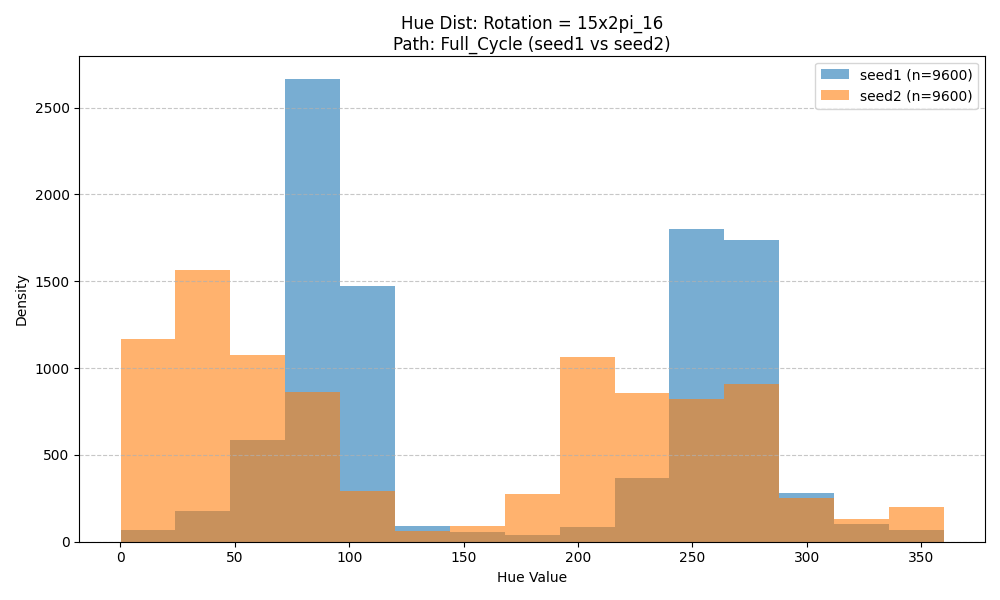 Hue Dist: Rotation = 15x2pi_16
Path: Full_Cycle (seed1 vs seed2)
seed1 (n=9600)
seed2 (n=9600)
Density
2500
2000
1500
1000
500
0
0 50 100 150 200 250 300 350
Hue Value